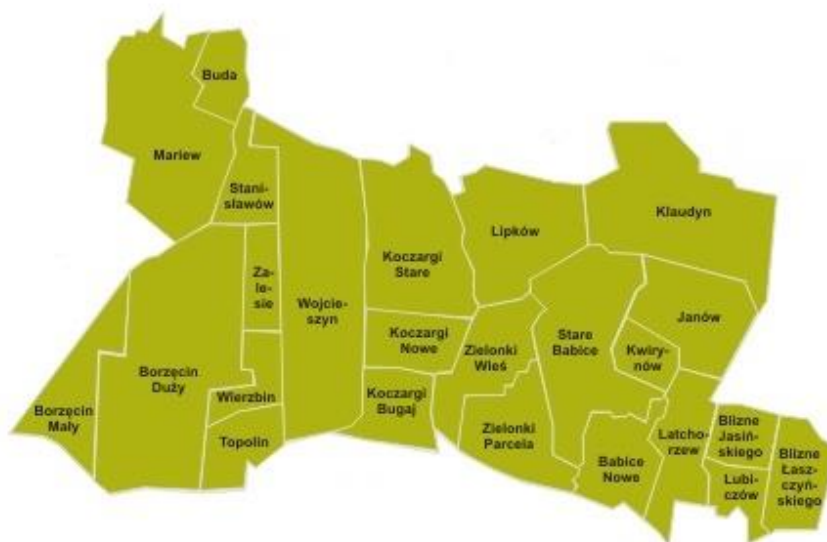 Buda
Mariew
Stani-
sławów
Klaudyn
Lipków
Koczargi
Stare
Za-
le-
sie
Wojcie-
szyn
Janów
Koczargi
Nowe
Zielonki
Wieś
Stare
Babice
Kwiry-
nów
Borzęcin
Duży
Wierzbin
Koczargi
Bugaj
Borzęcin
Mały
Topolin
Zielonki
Parcela
Latcho-
rzew
Blizne
Jasiń-
skiego
Babice
Nowe
Lubi-
czów
Blizne
Łasz-
czyń-
skiego